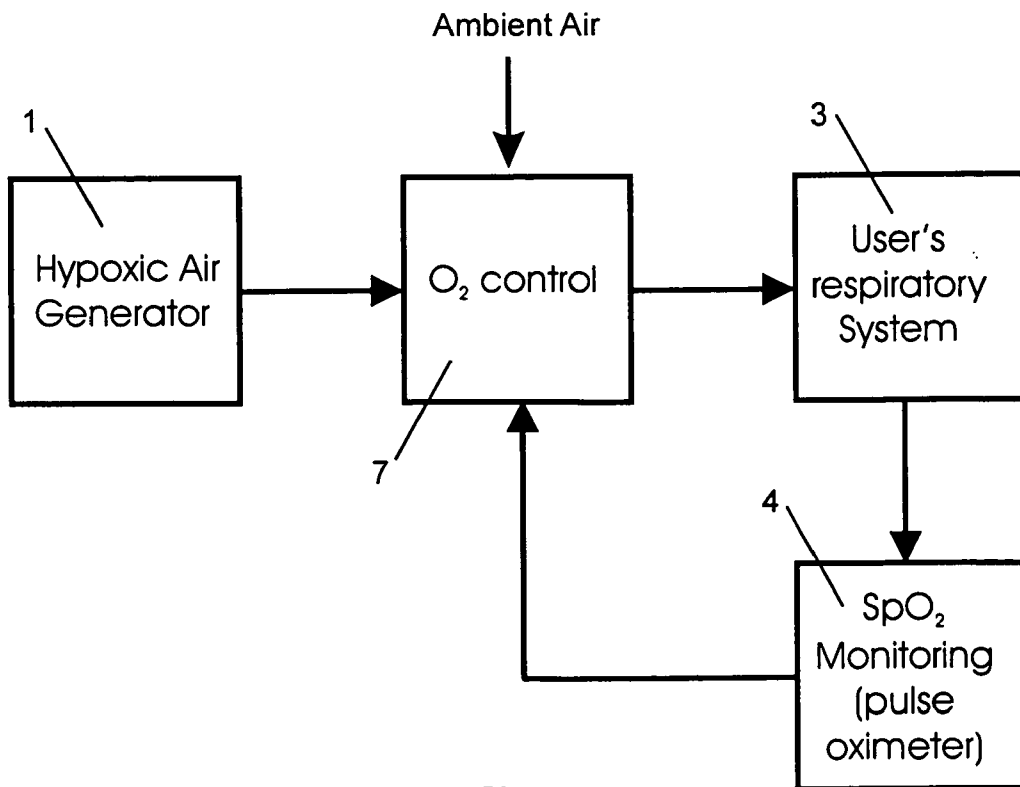 Ambient Air
1
3
Hypoxic Air
Generator
O₂ control
User's
respiratory
System
7
4
SpO₂
Monitoring
(pulse
oximeter)